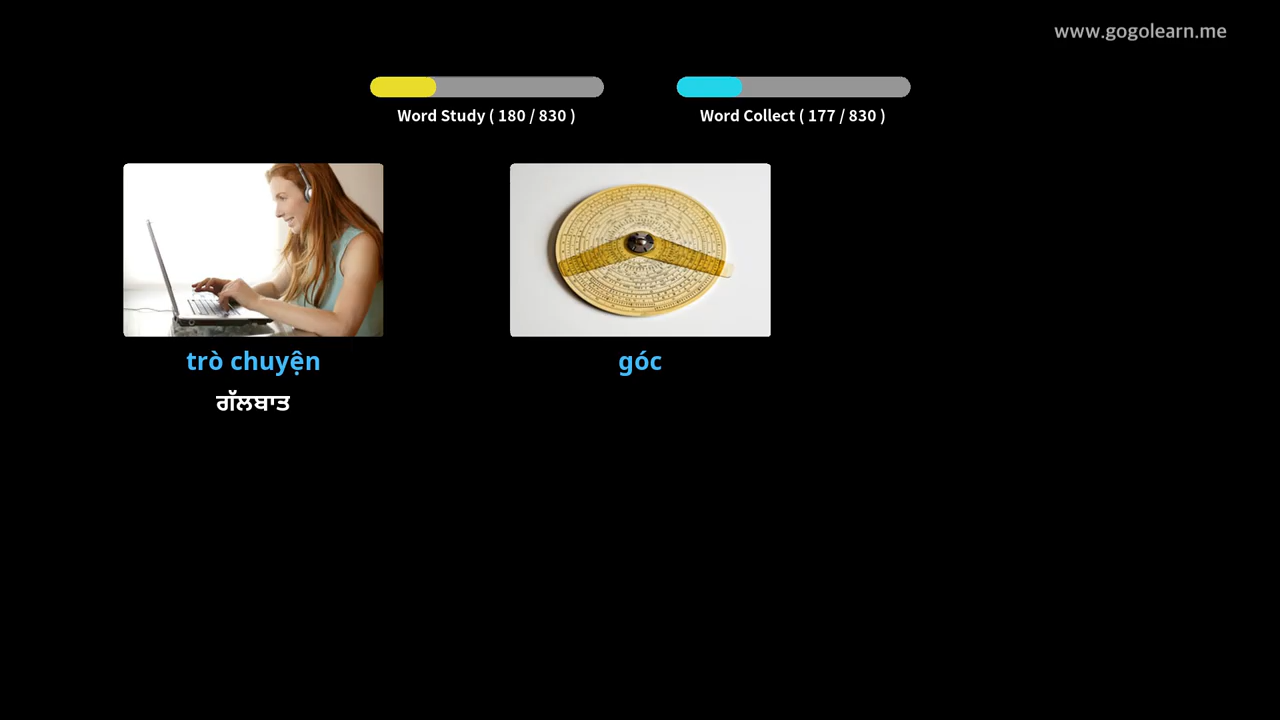 www.gogolearn.me
Word Study ( 180 / 830 )
Word Collect ( 177 / 830 )
trò chuyện
góc
ਗੱਲਬਾਤ